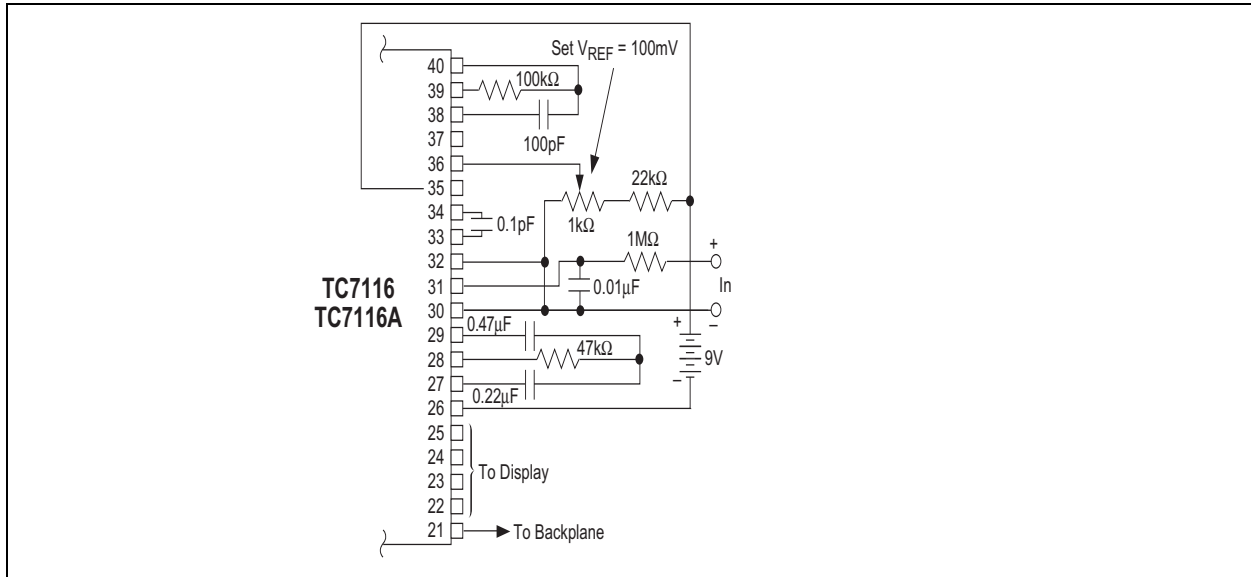 Set VREF = 100mV
40
39
100kΩ
38
100pF
37
36
35
22kΩ
34
0.1pF
33
1kΩ
32
1MΩ
+
31
0.01µF
In
30
–
TC7116
TC7116A
29
0.47µF
+
28
47kΩ
9V
27
0.22µF
–
26
25
24
To Display
23
22
21
To Backplane